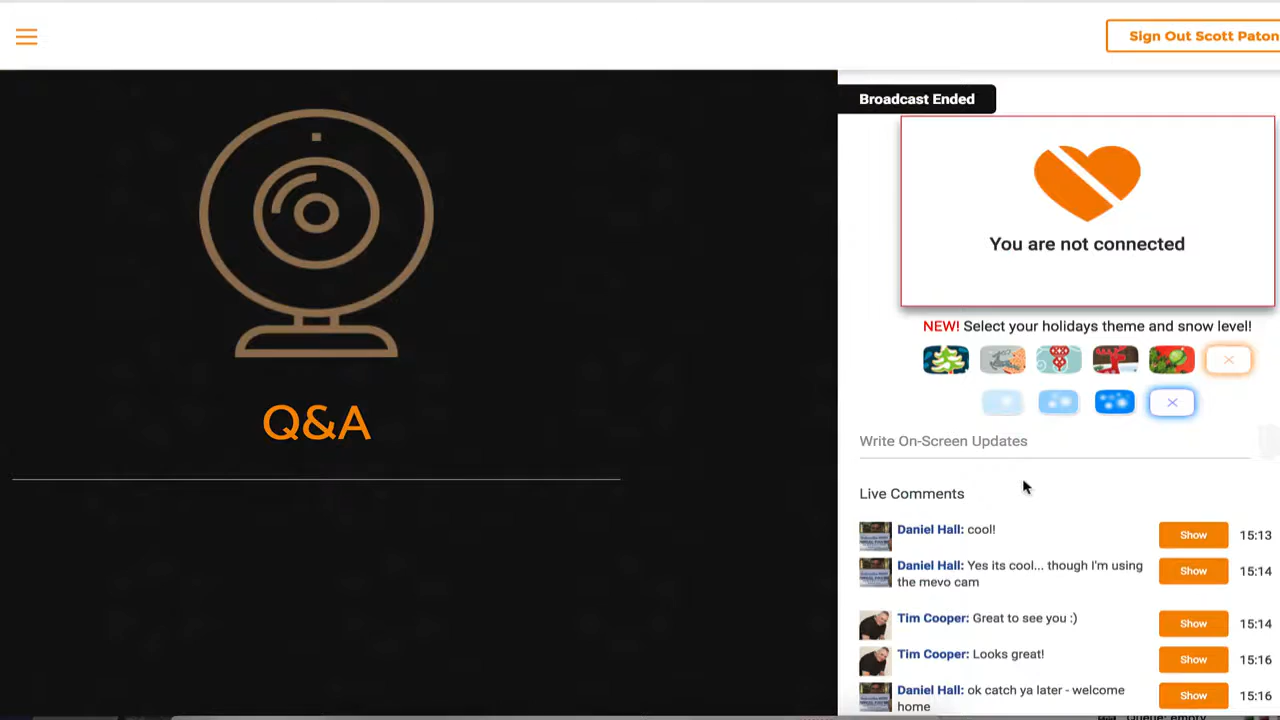 Sign Out Scott Paton
Broadcast Ended
You are not connected
NEW! Select your holidays theme and snow level!
Q&A
Write On-Screen Updates
Live Comments
Daniel Hall: cool!
Show
15:13
Daniel Hall: Yes its cool... though I'm using
the mevo cam
Show
15:14
Tim Cooper: Great to see you :)
Show
15:14
Tim Cooper: Looks great!
Show
15:16
Daniel Hall: ok catch ya later - welcome
home
Show
15:16
Queue: empty